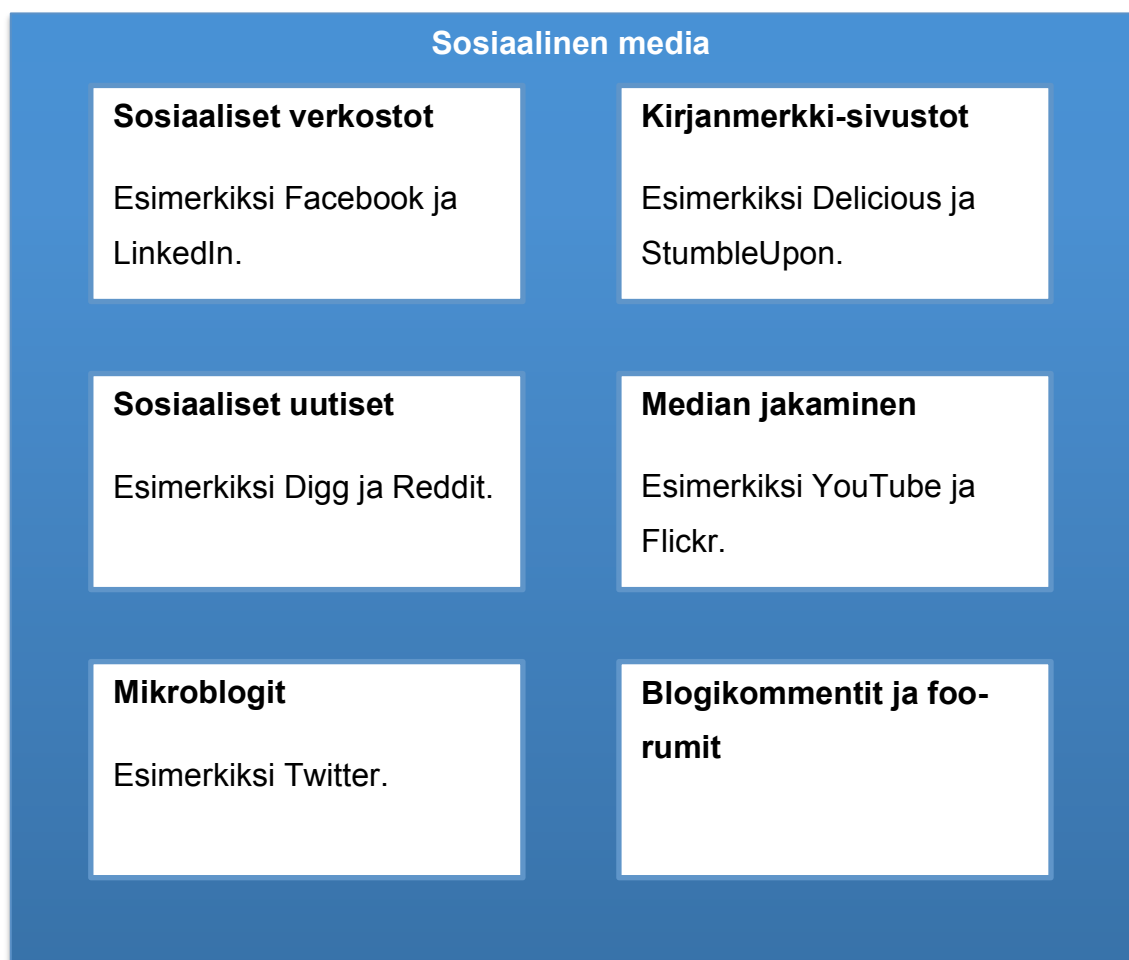 Sosiaalinen media
Sosiaaliset verkostot
Esimerkiksi Facebook ja
LinkedIn.
Kirjanmerkki-sivustot
Esimerkiksi Delicious ja
StumbleUpon.
Sosiaaliset uutiset
Esimerkiksi Digg ja Reddit.
Median jakaminen
Esimerkiksi YouTube ja
Flickr.
Mikroblogit
Esimerkiksi Twitter.
Blogikommentit ja foo-
rumit